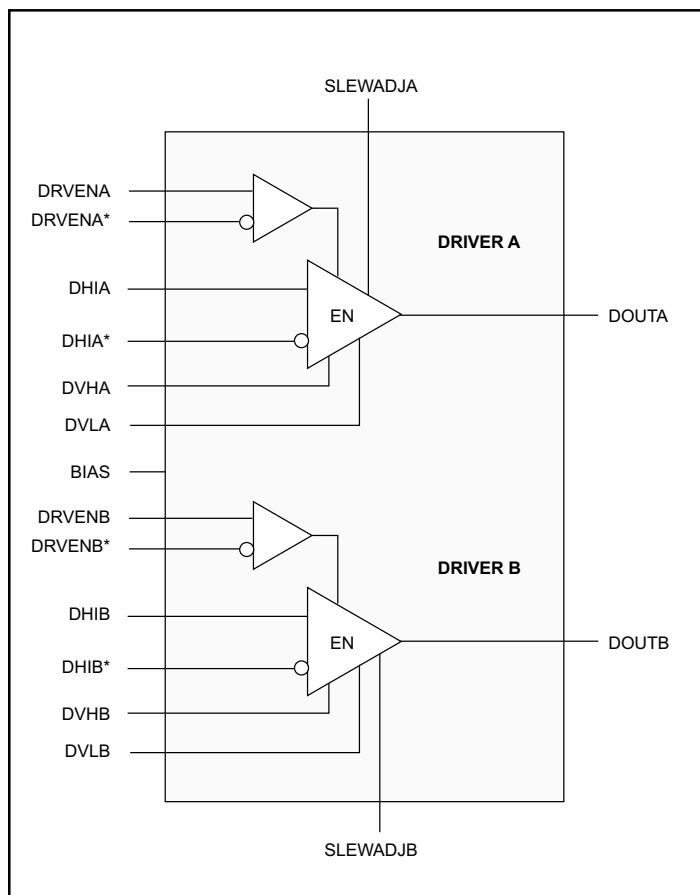 SLEWADJA
DRVENA
DRVENA*
DRIVER A
DHIA
EN
DOUTA
DHIA*
DVHA
DVLA
BIAS
DRVENB
DRVENB*
DRIVER B
DHIB
EN
DOUTB
DHIB*
DVHB
DVLB
SLEWADJB